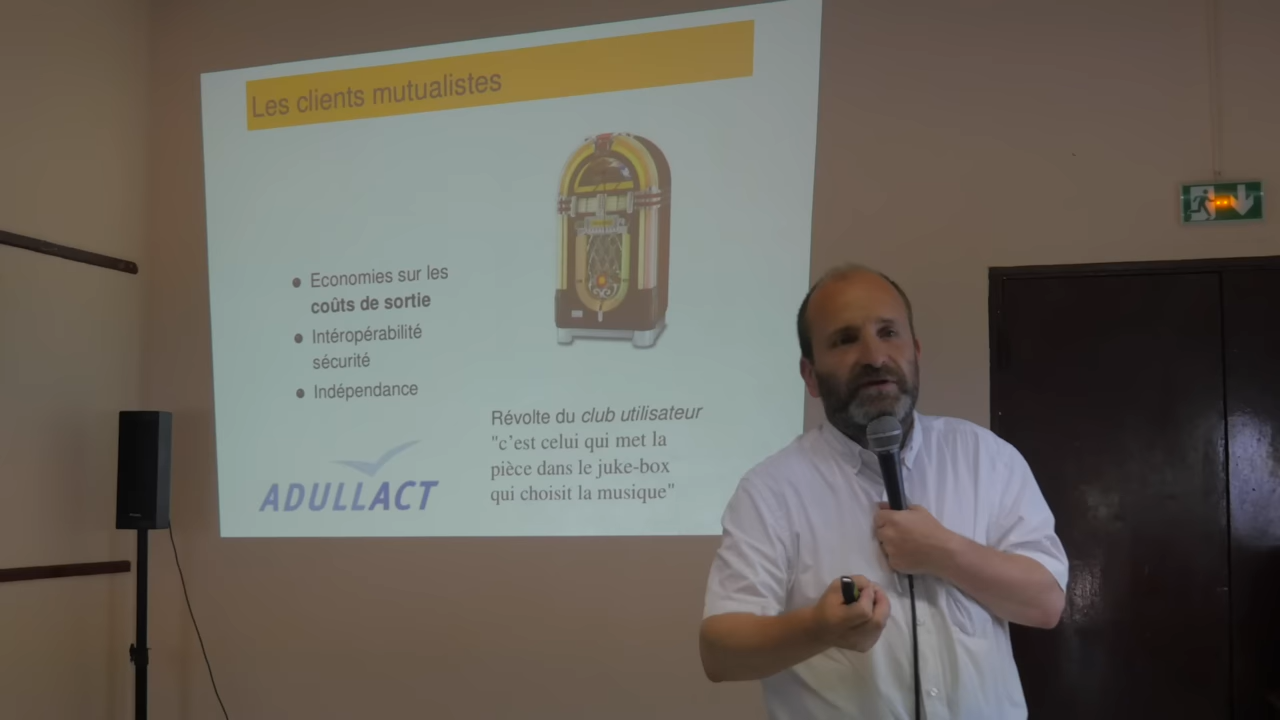 Les clients mutualistes
Economies sur les
coûts de sortie
Intéropérabilité
sécurité
Indépendance
Révolte du club utilisateur
"c'est celui qui met la
pièce dans le juke-box
qui choisit la musique"
ADULLACT